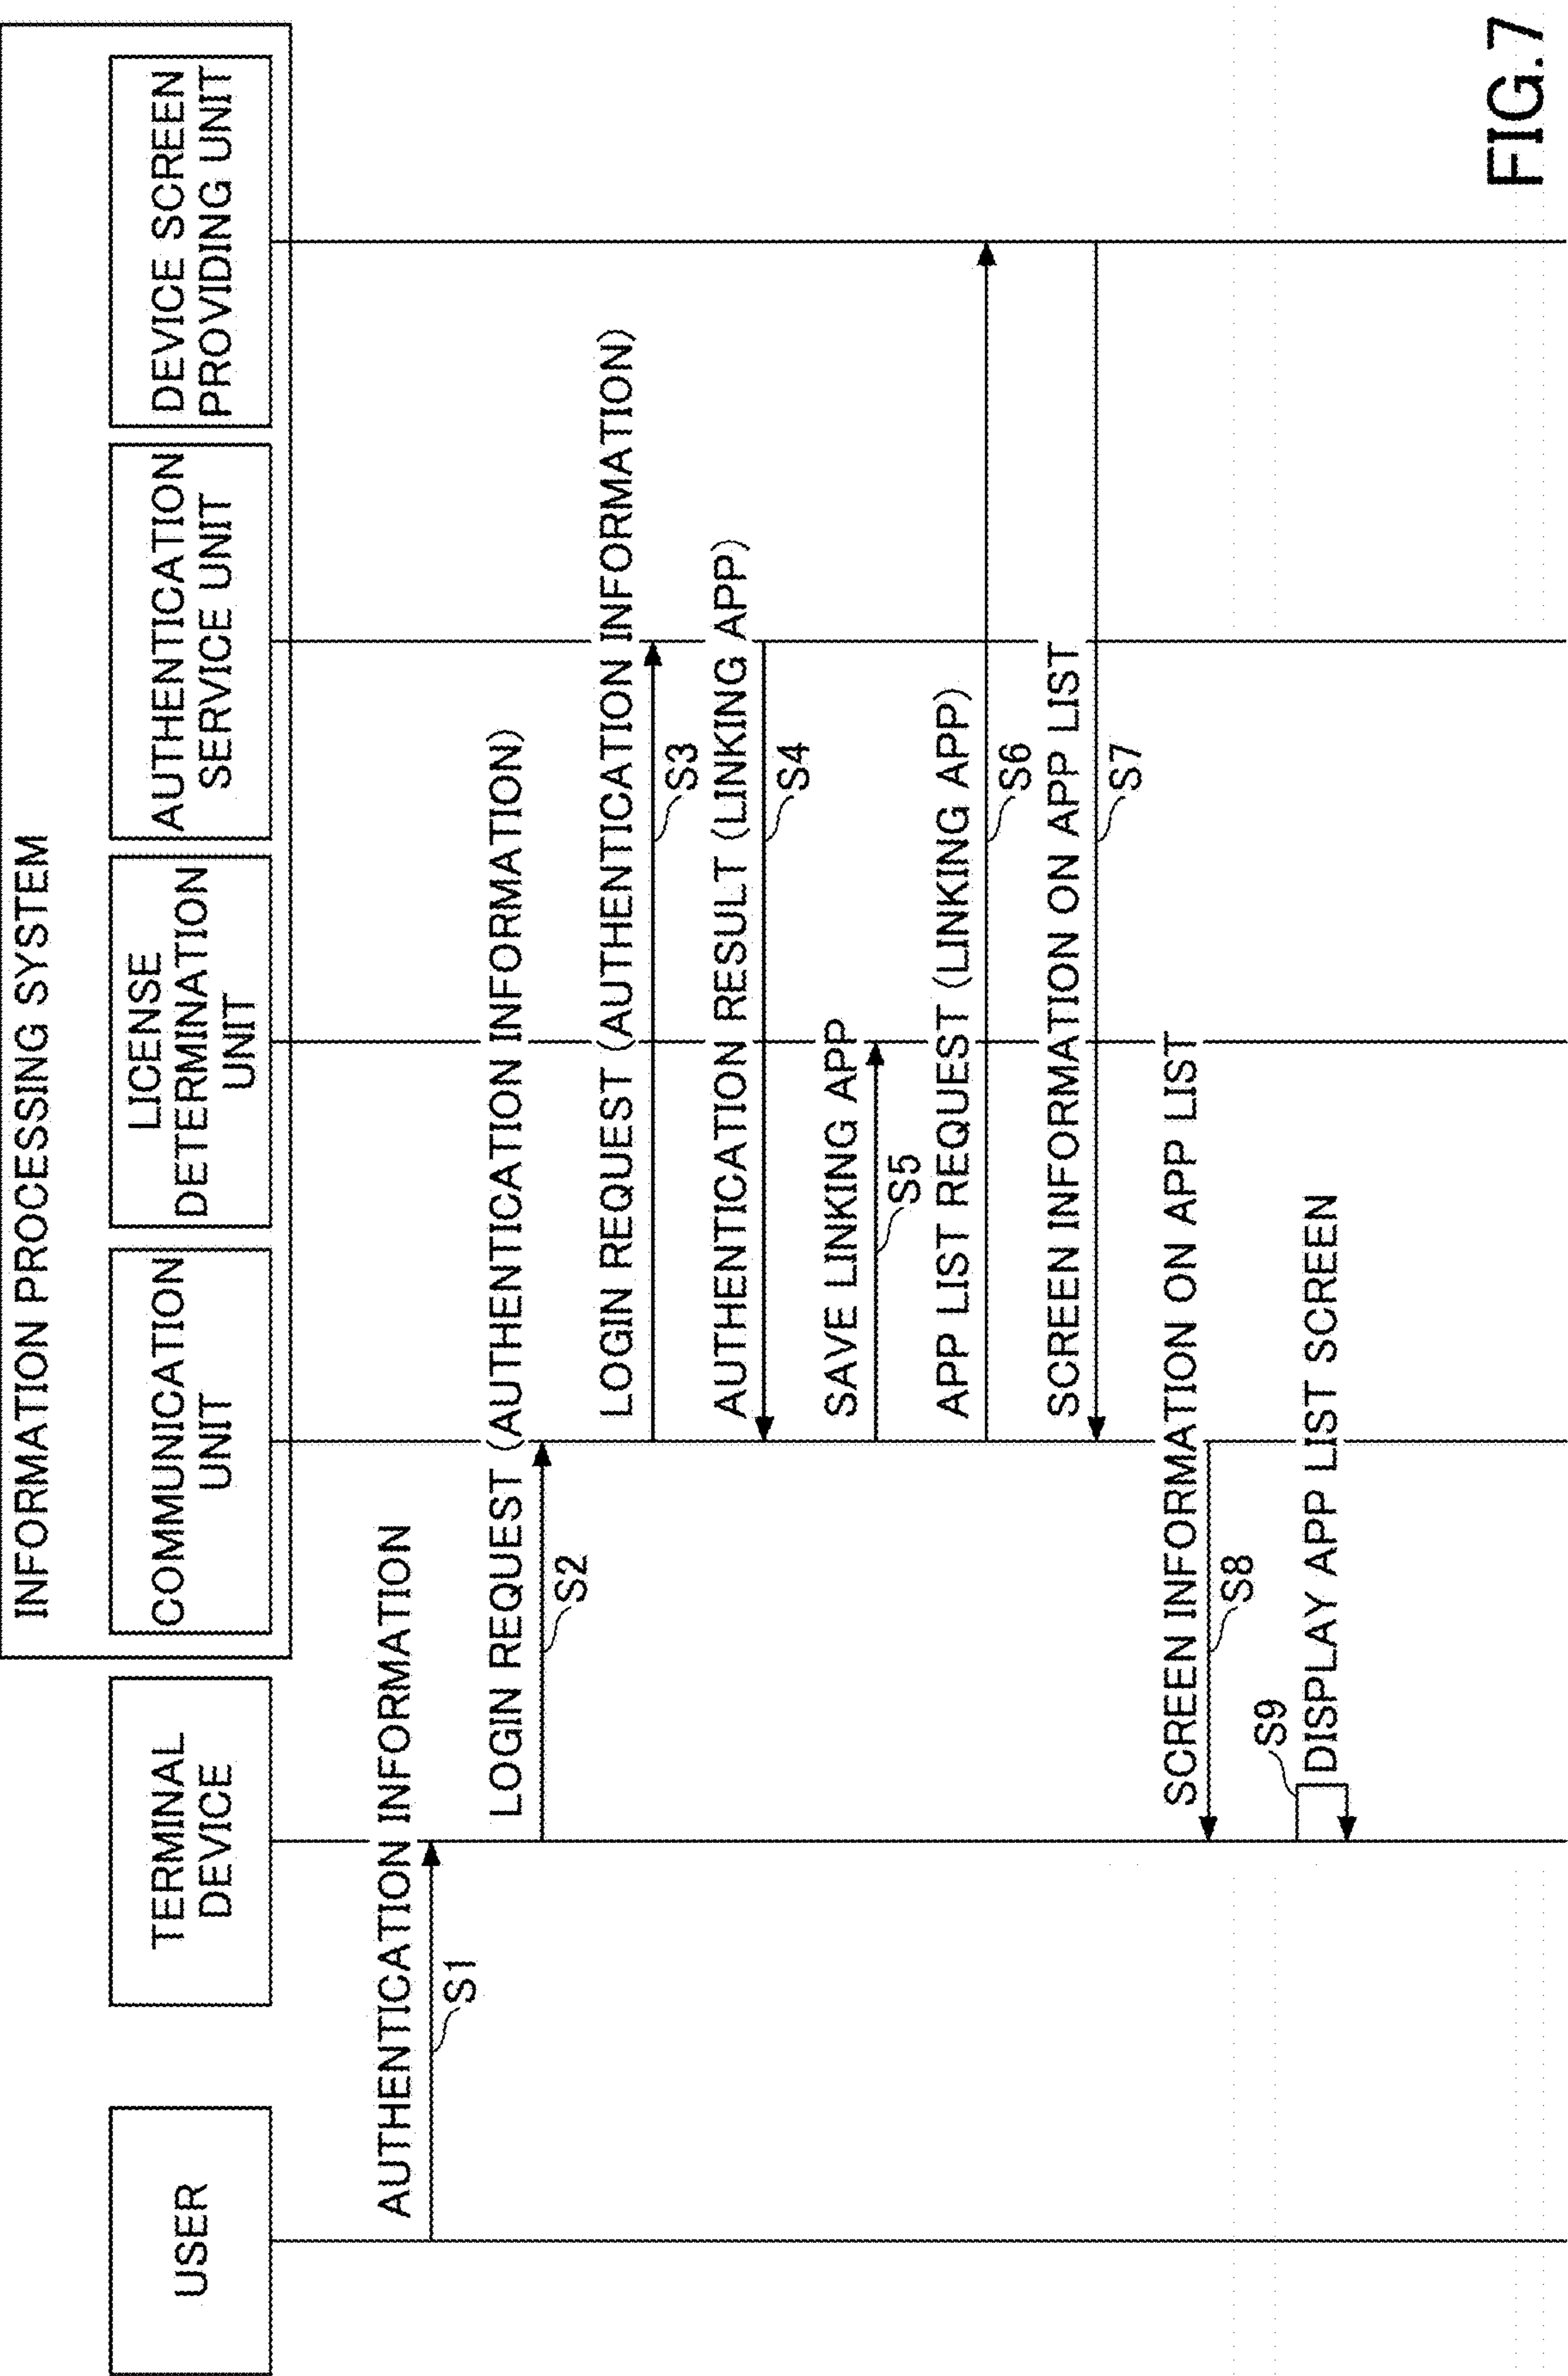 INFORMATION PROCESSING SYSTEM
USER
TERMINAL
DEVICE
COMMUNICATION
UNIT
LICENSE
DETERMINATION
UNIT
AUTHENTICATION
SERVICE UNIT
DEVICE SCREEN
PROVIDING UNIT
AUTHENTICATION INFORMATION
S1
LOGIN REQUEST (AUTHENTICATION INFORMATION)
S2
LOGIN REQUEST (AUTHENTICATION INFORMATION)
S3
AUTHENTICATION RESULT (LINKING APP)
S4
SAVE LINKING APP
S5
APP LIST REQUEST (LINKING APP)
S6
SCREEN INFORMATION ON APP LIST
S7
SCREEN INFORMATION ON APP LIST
S8
S9
DISPLAY APP LIST SCREEN
FIG.7